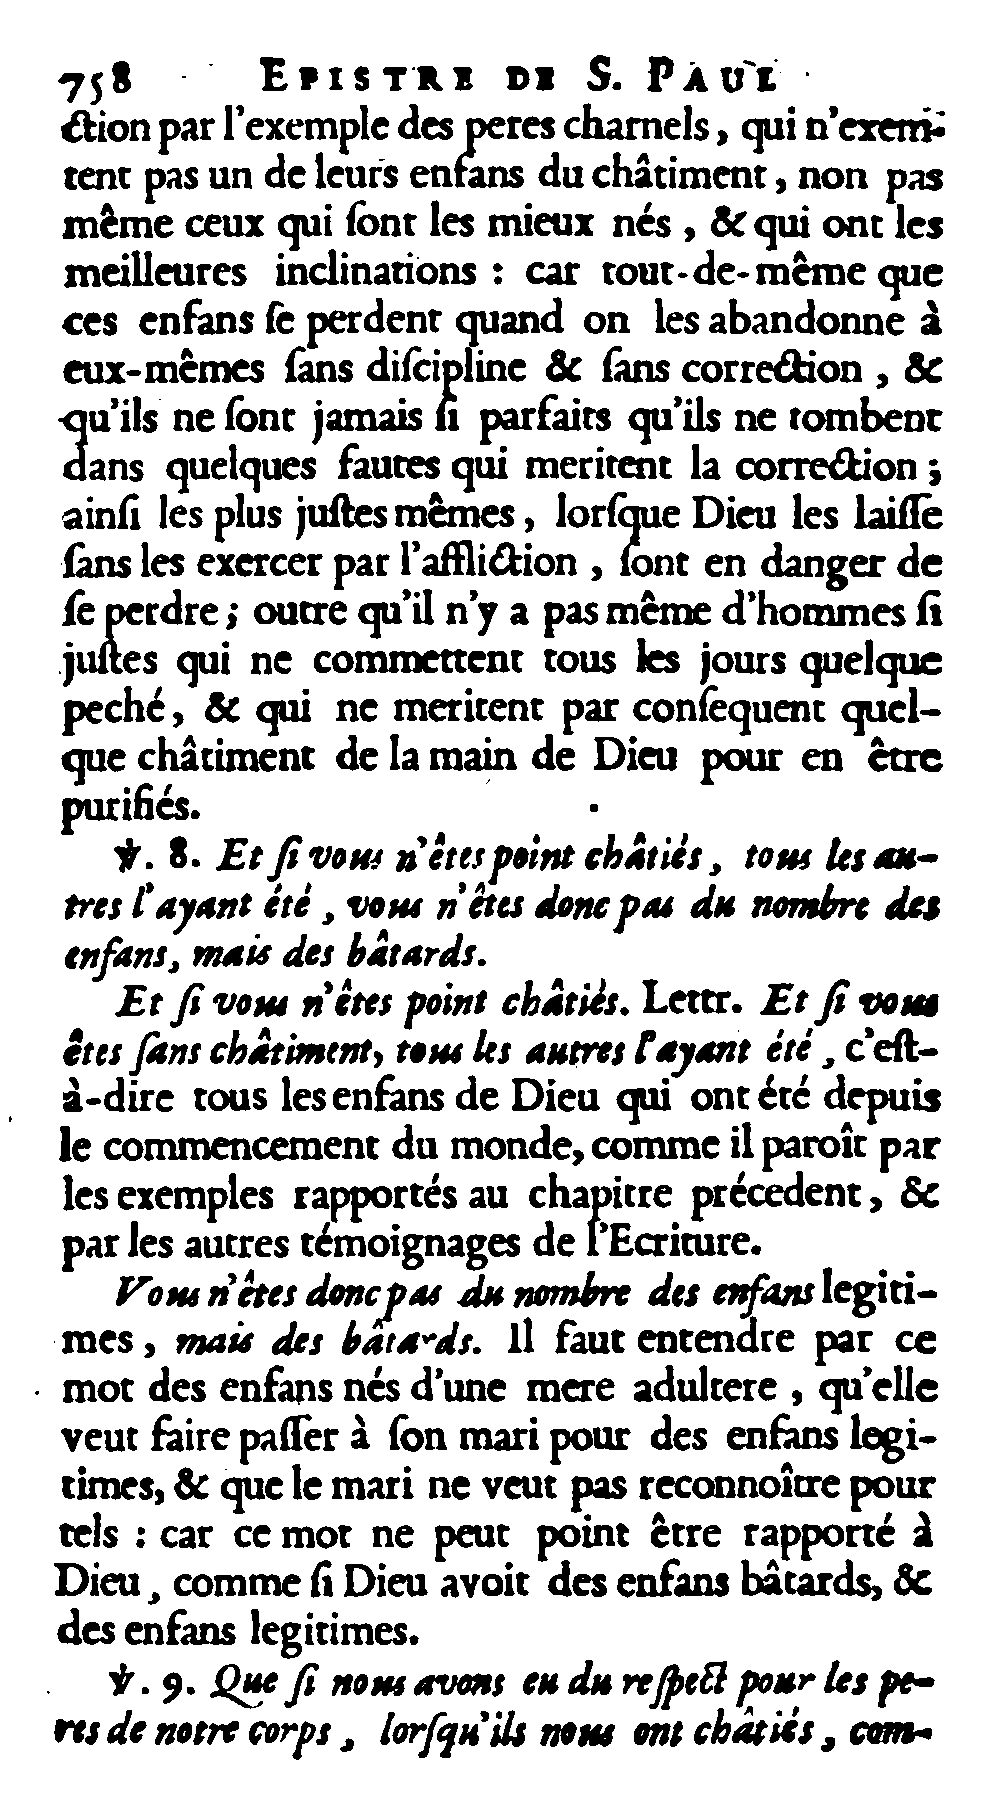 758 EPISTRE DE S. PAUL
ction par l'exemple des peres charnels, qui n'exem-
tent pas un de leurs enfans du châtiment, non pas
même ceux qui ſont les mieux nés, & qui ont les
meilleures inclinations : car tout-de-même que
ces enfans ſe perdent quand on les abandonne à
eux-mêmes ſans diſcipline & ſans correction, &
qu'ils ne ſont jamais ſi parfaits qu'ils ne tombent
dans quelques fautes qui meritent la correction ;
ainſi les plus juſtes mêmes, lorſque Dieu les laiſſe
ſans les exercer par l'affliction, ſont en danger de
ſe perdre ; outre qu'il n'y a pas même d'hommes ſi
juſtes qui ne commettent tous les jours quelque
peché, & qui ne meritent par conſequent quel-
que châtiment de la main de Dieu pour en être
purifiés.
℣. 8. Et ſi vous n'êtes point châtiés, tous les au-
tres l'ayant été, vous n'êtes donc pas du nombre des
enfans, mais des bâtards.
Et ſi vous n'êtes point châtiés. Lettr. Et ſi vous
êtes ſans châtiment, tous les autres l'ayant été, c'eſt-
à-dire tous les enfans de Dieu qui ont été depuis
le commencement du monde, comme il paroît par
les exemples rapportés au chapitre précedent, &
par les autres témoignages de l'Ecriture.
Vous n'êtes donc pas du nombre des enfans legiti-
mes, mais des bâtards. Il faut entendre par ce
mot des enfans nés d'une mere adultere, qu'elle
veut faire paſſer à ſon mari pour des enfans legi-
times, & que le mari ne veut pas reconnoître pour
tels : car ce mot ne peut point être rapporté à
Dieu, comme ſi Dieu avoit des enfans bâtards, &
des enfans legitimes.
℣. 9. Que ſi nous avons eu du reſpect pour les pe-
res de notre corps, lorſqu'ils nous ont châtiés, com-